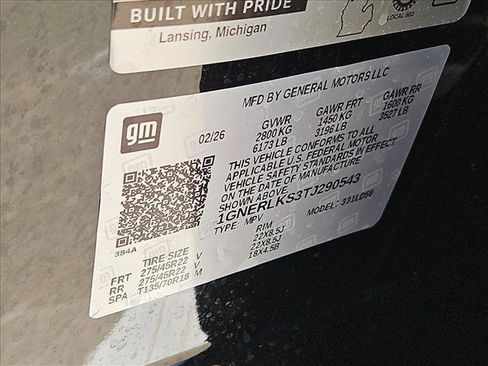 BUILT WITH PRIDE
Lansing, Michigan
LOCAL 602
gm
MFD BY GENERAL MOTORS LLC
02/26
GVWR GAWR FRT GAWR RR
2800 KG 1450 KG 1600 KG
6173 LB 3196 LB 3527 LB
THIS VEHICLE CONFORMS TO ALL
APPLICABLE U.S. FEDERAL MOTOR
VEHICLE SAFETY STANDARDS IN EFFECT
ON THE DATE OF MANUFACTURE
SHOWN ABOVE.
1GNERLKS3TJ290543
TYPE: MPV MODEL: 331LD56
3B4A
TIRE SIZE RIM
FRT 275/45R22 V 22X8.5J
RR 275/45R22 V 22X8.5J
SPA T135/70R18 M 18X4.5B